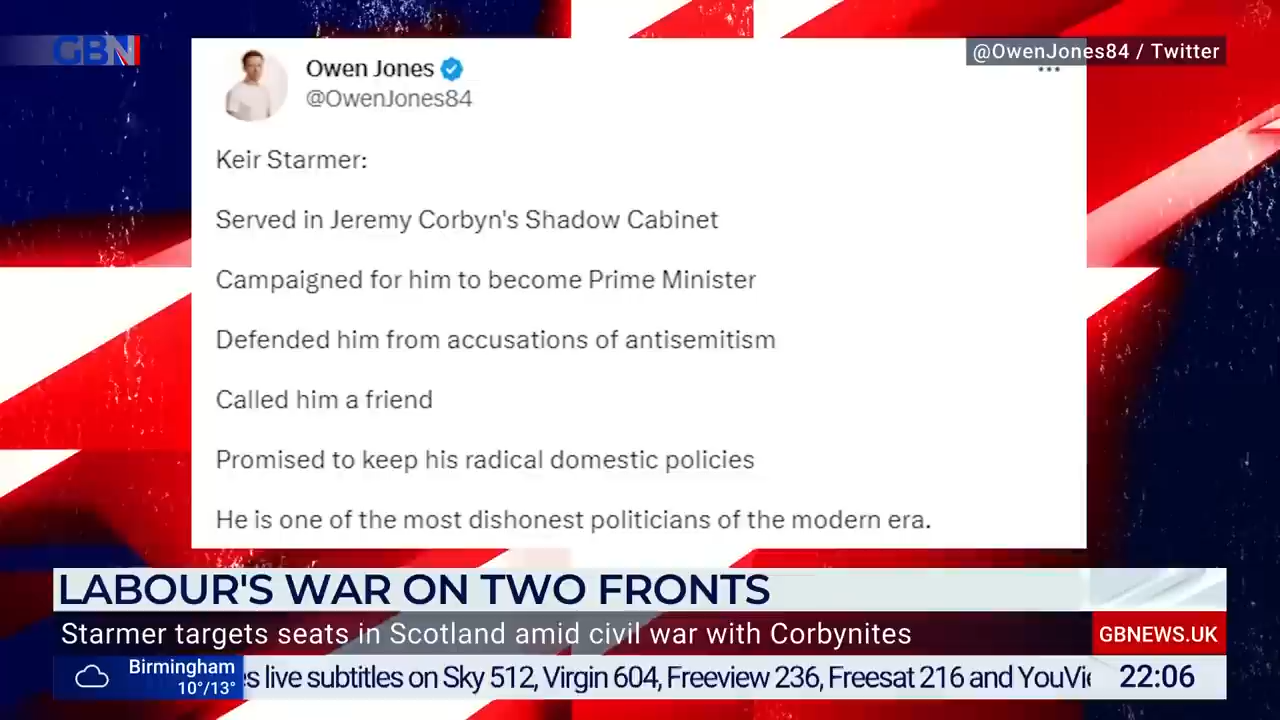 GBN
@OwenJones84 / Twitter
Owen Jones
@OwenJones84
Keir Starmer:
Served in Jeremy Corbyn's Shadow Cabinet
Campaigned for him to become Prime Minister
Defended him from accusations of antisemitism
Called him a friend
Promised to keep his radical domestic policies
He is one of the most dishonest politicians of the modern era.
LABOUR'S WAR ON TWO FRONTS
Starmer targets seats in Scotland amid civil war with Corbynites
GBNEWS.UK
Birmingham
10°/13°
live subtitles on Sky 512, Virgin 604, Freeview 236, Freesat 216 and
22:06